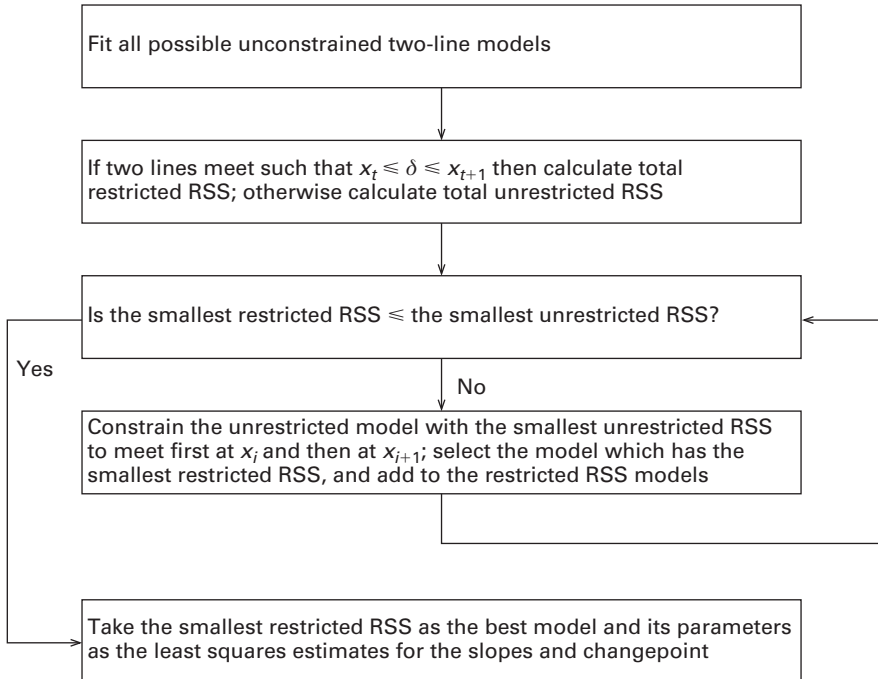 Fit all possible unconstrained two-line models
If two lines meet such that xₜ ⩽ δ ⩽ xₜ₊₁ then calculate total
restricted RSS; otherwise calculate total unrestricted RSS
Is the smallest restricted RSS ⩽ the smallest unrestricted RSS?
Yes
No
Constrain the unrestricted model with the smallest unrestricted RSS
to meet first at xᵢ and then at xᵢ₊₁; select the model which has the
smallest restricted RSS, and add to the restricted RSS models
Take the smallest restricted RSS as the best model and its parameters
as the least squares estimates for the slopes and changepoint